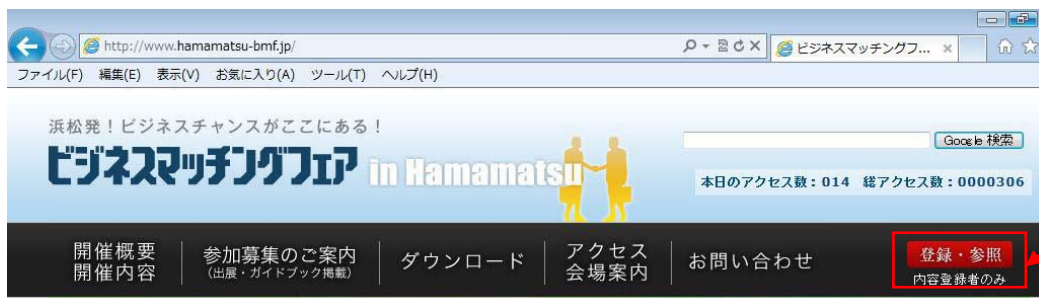 http://www.hamamatsu-bmf.jp/
ビジネスマッチングフ...
ファイル(F) 編集(E) 表示(V) お気に入り(A) ツール(T) ヘルプ(H)
浜松発！ビジネスチャンスがここにある！
ビジネスマッチングフェア in Hamamatsu
Google 検索
本日のアクセス数：014 総アクセス数：0000306
開催概要
開催内容
参加募集のご案内
(出展・ガイドブック掲載)
ダウンロード
アクセス
会場案内
お問い合わせ
登録・参照
内容登録者のみ